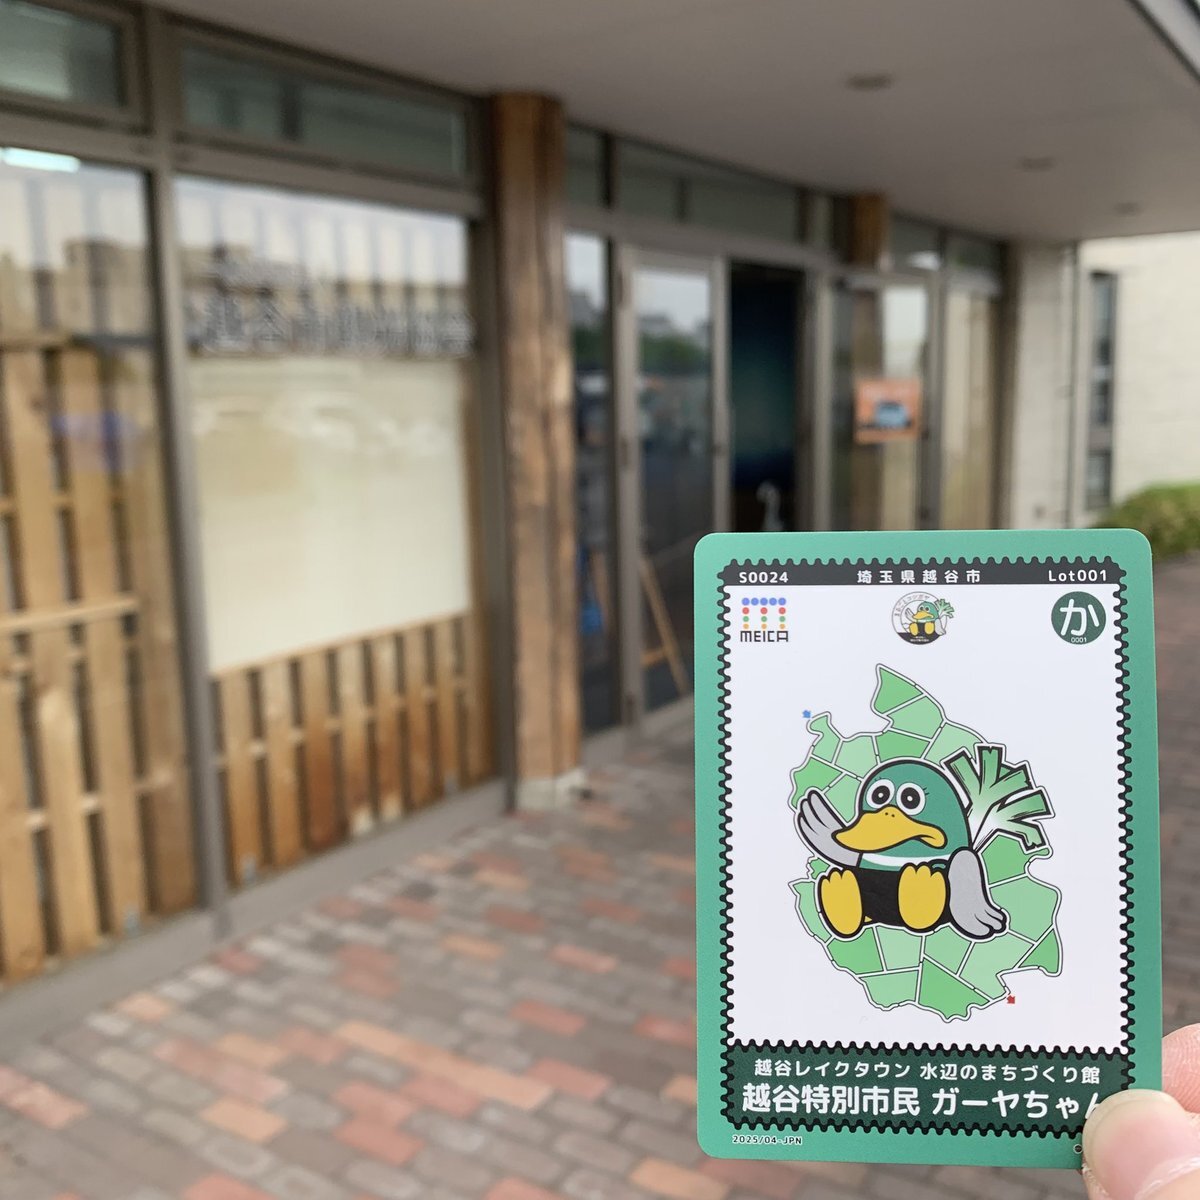 S0024 埼玉県越谷市 Lot001
MEICA
か
0001
越谷レイクタウン 水辺のまちづくり館
越谷特別市民 ガーヤちゃん
2025/04-JPN